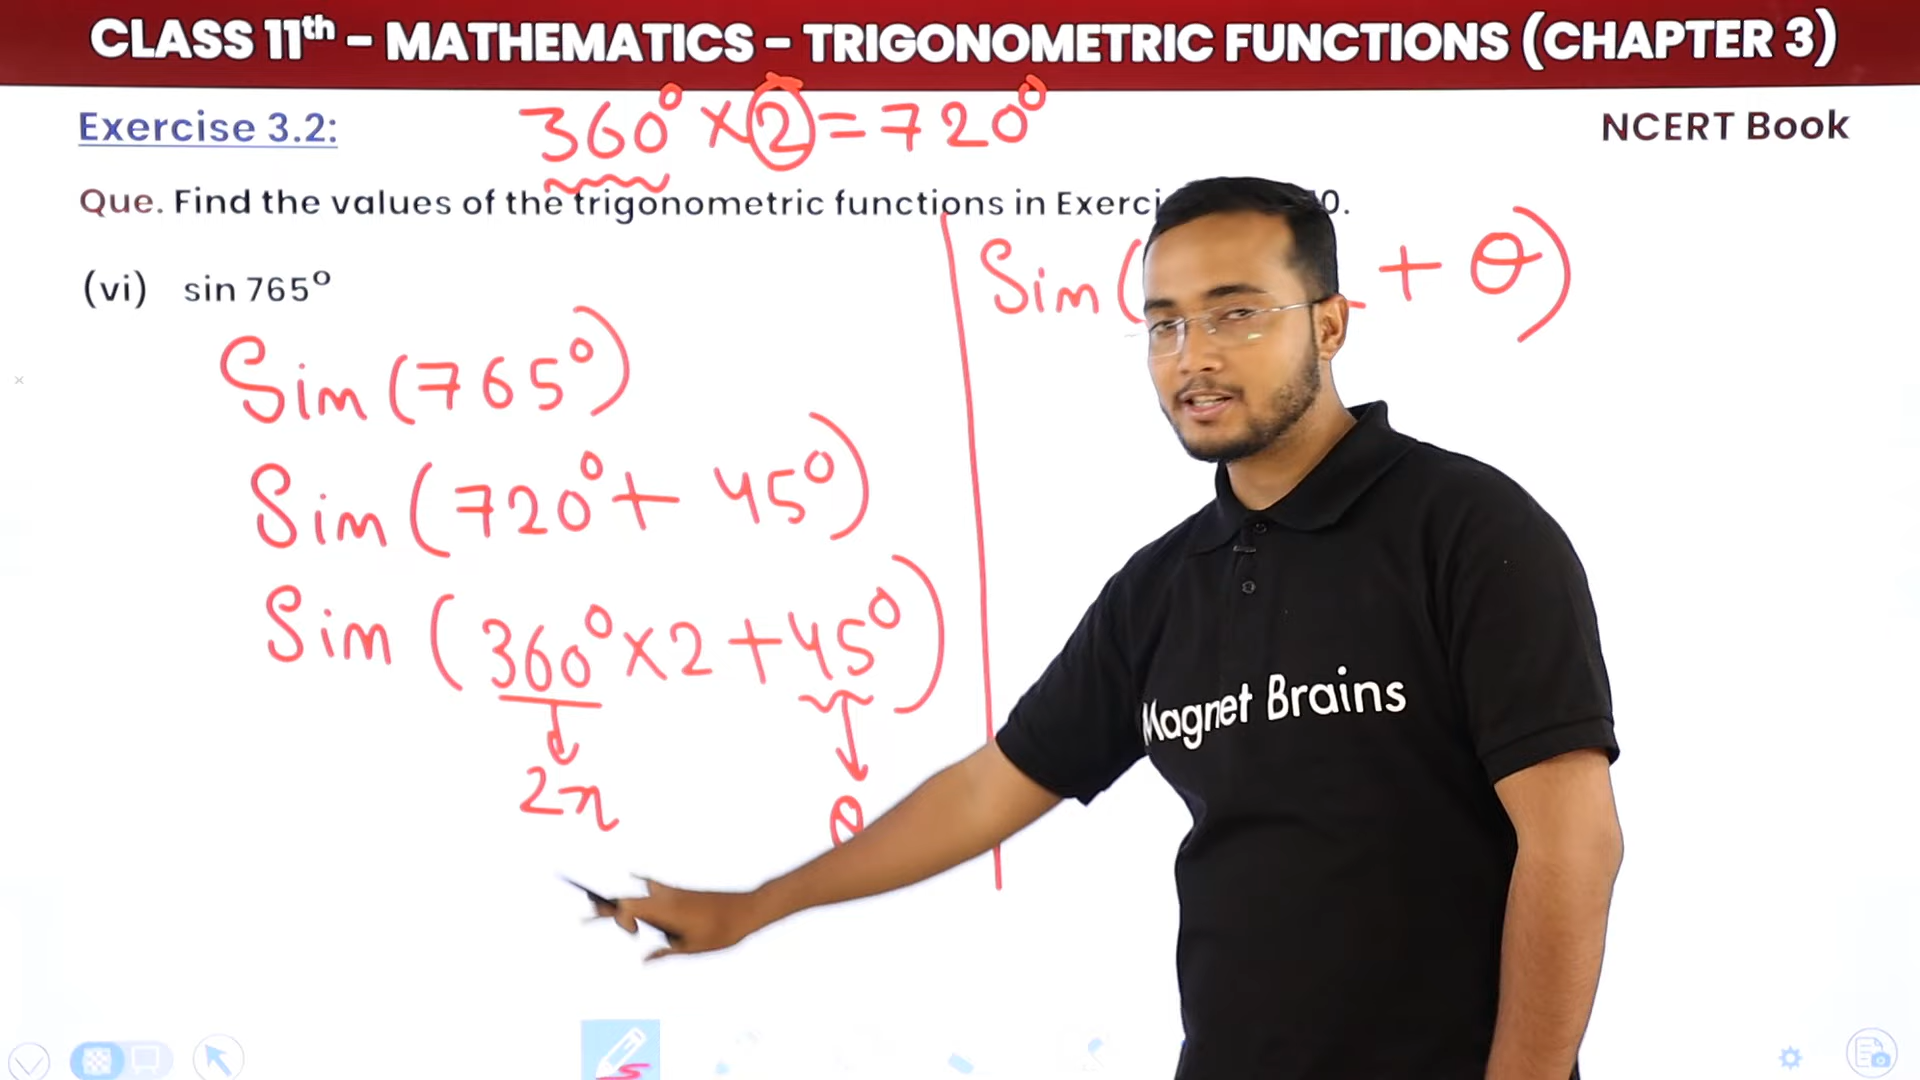 CLASS 11th - MATHEMATICS - TRIGONOMETRIC FUNCTIONS (CHAPTER 3)
Exercise 3.2:
360° × 2 = 720°
NCERT Book
Que. Find the values of the trigonometric functions in 0.
(vi) sin 765°
Sin ( + θ)
Sin (765°)
Sin (720° + 45°)
Sin (360° × 2 + 45°)
2π
θ
Magnet Brains